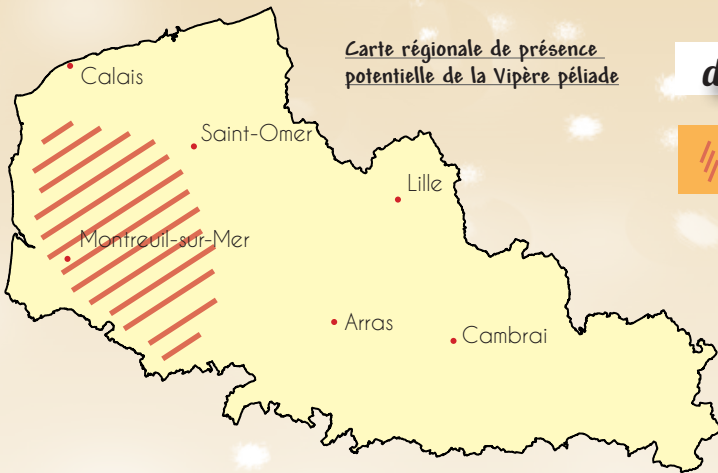 Carte régionale de présence
potentielle de la Vipère péliade
d
Calais
Saint-Omer
Lille
Montreuil-sur-Mer
Arras
Cambrai